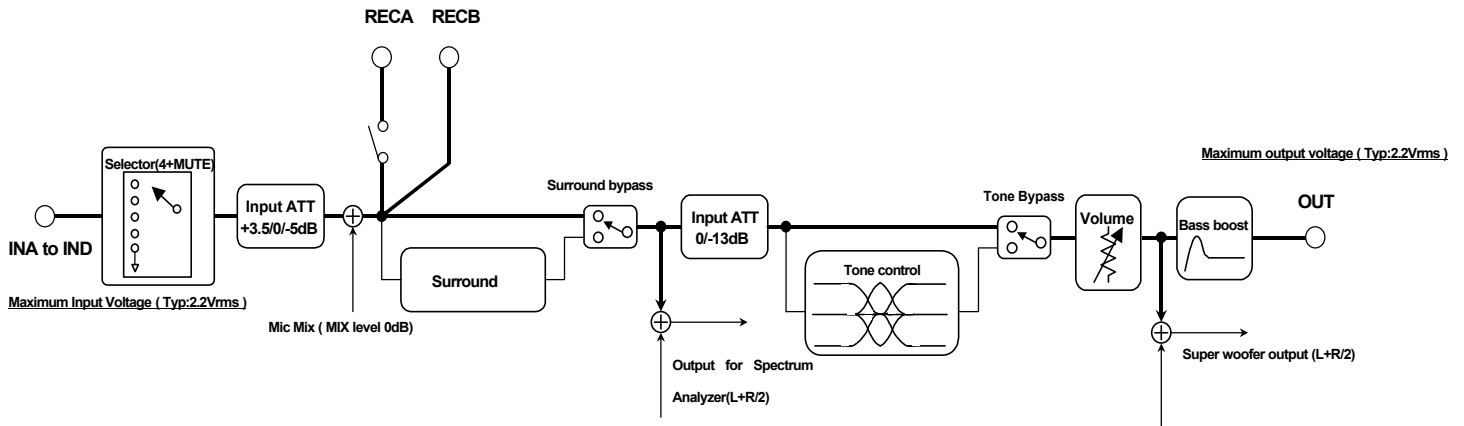 RECA
RECB
Selector(4+MUTE)
INA to IND
Maximum Input Voltage ( Typ:2.2Vrms )
Input ATT
+3.5/0/-5dB
Mic Mix ( MIX level 0dB)
Surround
Surround bypass
Output for Spectrum
Analyzer(L+R/2)
Input ATT
0/-13dB
Tone control
Tone Bypass
Volume
Super woofer output (L+R/2)
Bass boost
Maximum output voltage ( Typ:2.2Vrms )
OUT